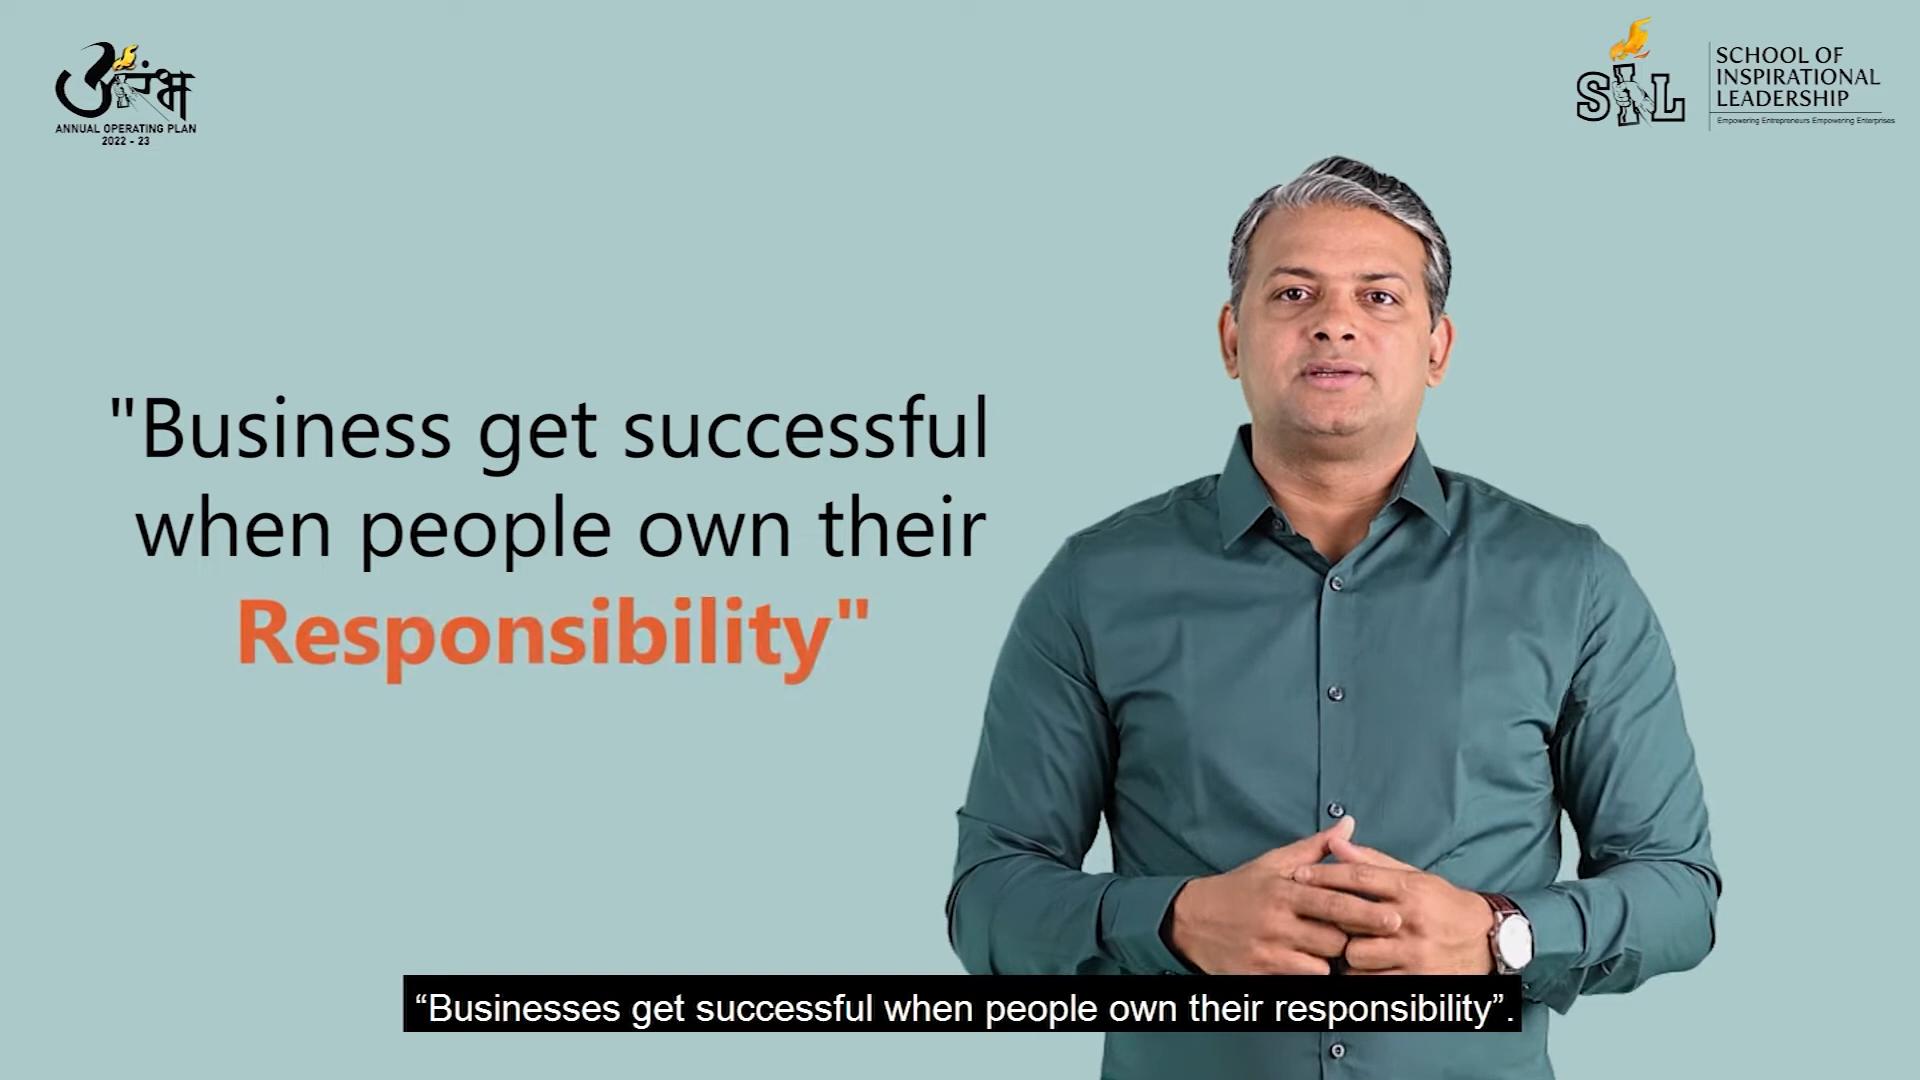 आरंभ
ANNUAL OPERATING PLAN
2022 - 23
SIL
SCHOOL OF
INSPIRATIONAL
LEADERSHIP
Empowering Entrepreneurs Empowering Enterprises
"Business get successful
when people own their
Responsibility"
“Businesses get successful when people own their responsibility”.